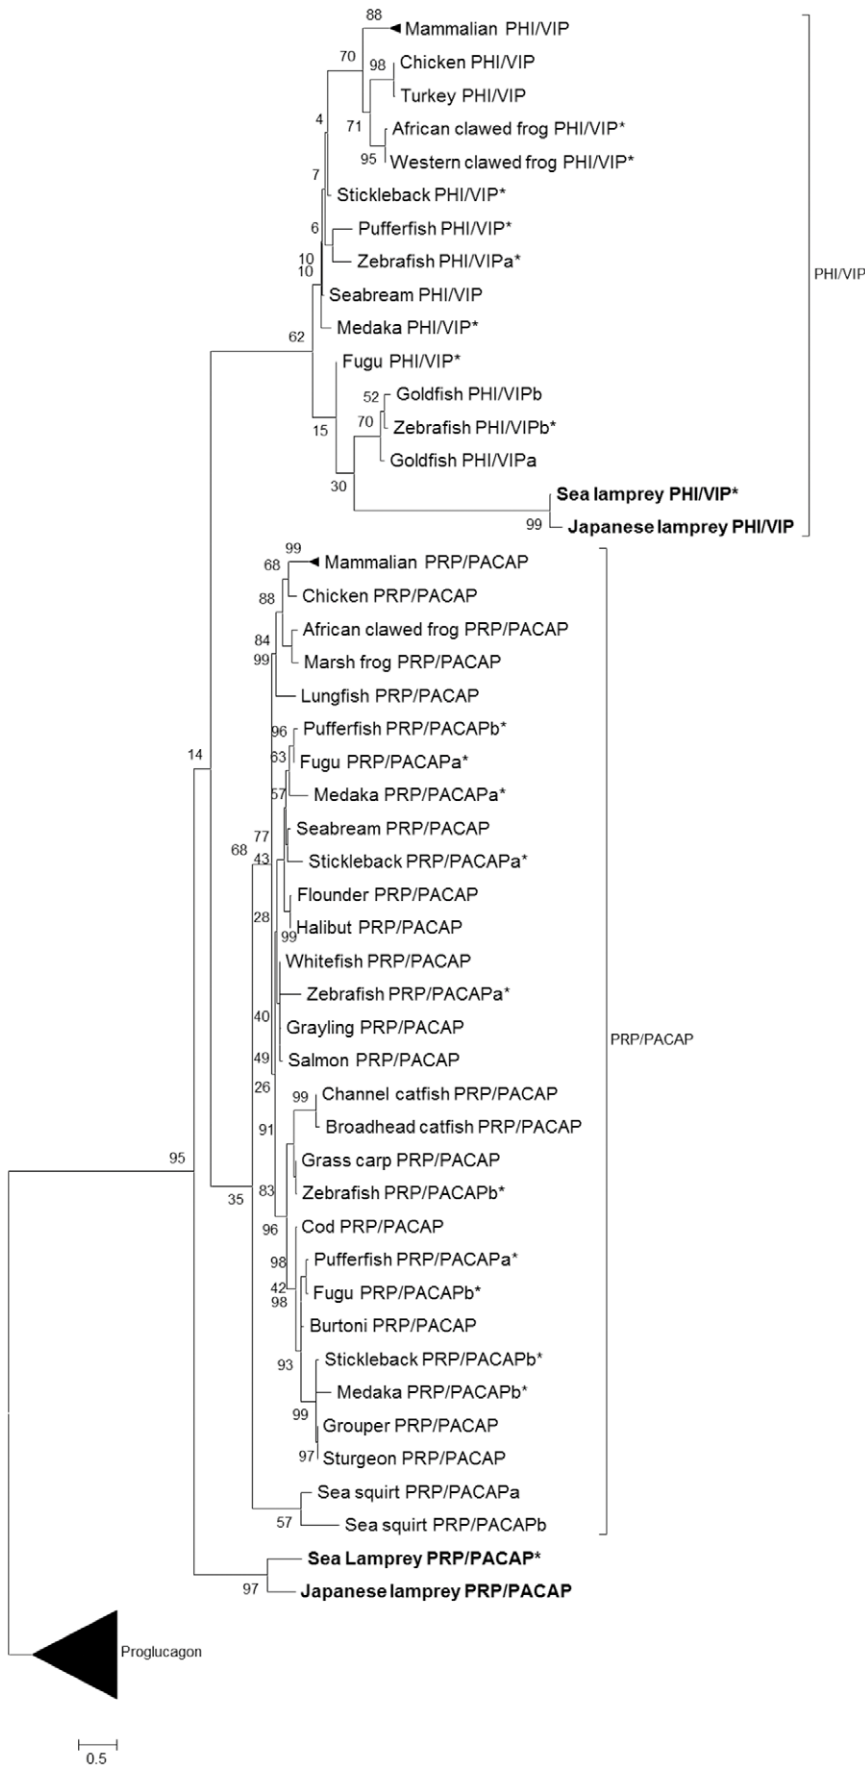 88
Mammalian PHI/VIP
70
98
Chicken PHI/VIP
Turkey PHI/VIP
4
71
African clawed frog PHI/VIP*
95
Western clawed frog PHI/VIP*
7
Stickleback PHI/VIP*
6
Pufferfish PHI/VIP*
10
Zebrafish PHI/VIPa*
10
PHI/VIP
Seabream PHI/VIP
Medaka PHI/VIP*
62
Fugu PHI/VIP*
52
Goldfish PHI/VIPb
70
Zebrafish PHI/VIPb*
15
Goldfish PHI/VIPa
30
Sea lamprey PHI/VIP*
99
Japanese lamprey PHI/VIP
99
68
Mammalian PRP/PACAP
88
Chicken PRP/PACAP
84
African clawed frog PRP/PACAP
99
Marsh frog PRP/PACAP
Lungfish PRP/PACAP
96
Pufferfish PRP/PACAPb*
14
63
Fugu PRP/PACAPa*
57
Medaka PRP/PACAPa*
77
Seabream PRP/PACAP
68
43
Stickleback PRP/PACAPa*
Flounder PRP/PACAP
28
99
Halibut PRP/PACAP
Whitefish PRP/PACAP
Zebrafish PRP/PACAPa*
40
Grayling PRP/PACAP
PRP/PACAP
49
Salmon PRP/PACAP
26
99
Channel catfish PRP/PACAP
91
Broadhead catfish PRP/PACAP
95
Grass carp PRP/PACAP
35
83
Zebrafish PRP/PACAPb*
96
Cod PRP/PACAP
98
Pufferfish PRP/PACAPa*
42
Fugu PRP/PACAPb*
98
Burtoni PRP/PACAP
93
Stickleback PRP/PACAPb*
Medaka PRP/PACAPb*
99
Grouper PRP/PACAP
97
Sturgeon PRP/PACAP
Sea squirt PRP/PACAPa
57
Sea squirt PRP/PACAPb
Sea Lamprey PRP/PACAP*
97
Japanese lamprey PRP/PACAP
Proglucagon
0.5